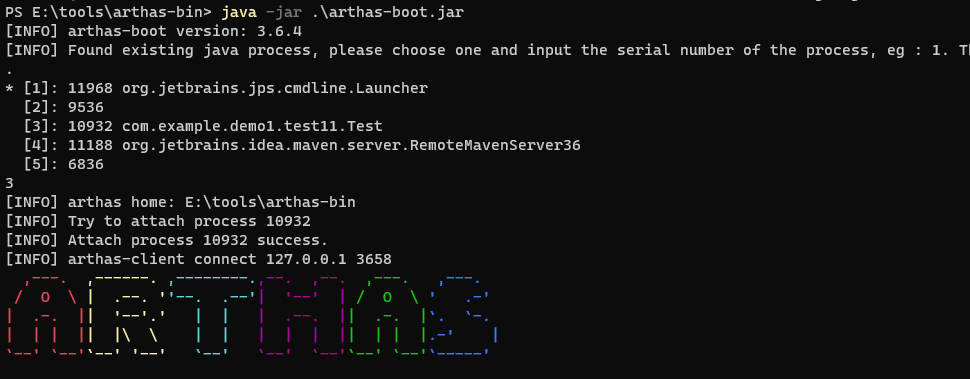 PS E:\tools\arthas-bin> java -jar .\arthas-boot.jar
[INFO] arthas-boot version: 3.6.4
[INFO] Found existing java process, please choose one and input the serial number of the process, eg : 1. Th
.
* [1]: 11968 org.jetbrains.jps.cmdline.Launcher
  [2]: 9536
  [3]: 10932 com.example.demo1.test11.Test
  [4]: 11188 org.jetbrains.idea.maven.server.RemoteMavenServer36
  [5]: 6836
3
[INFO] arthas home: E:\tools\arthas-bin
[INFO] Try to attach process 10932
[INFO] Attach process 10932 success.
[INFO] arthas-client connect 127.0.0.1 3658
ARTHAS